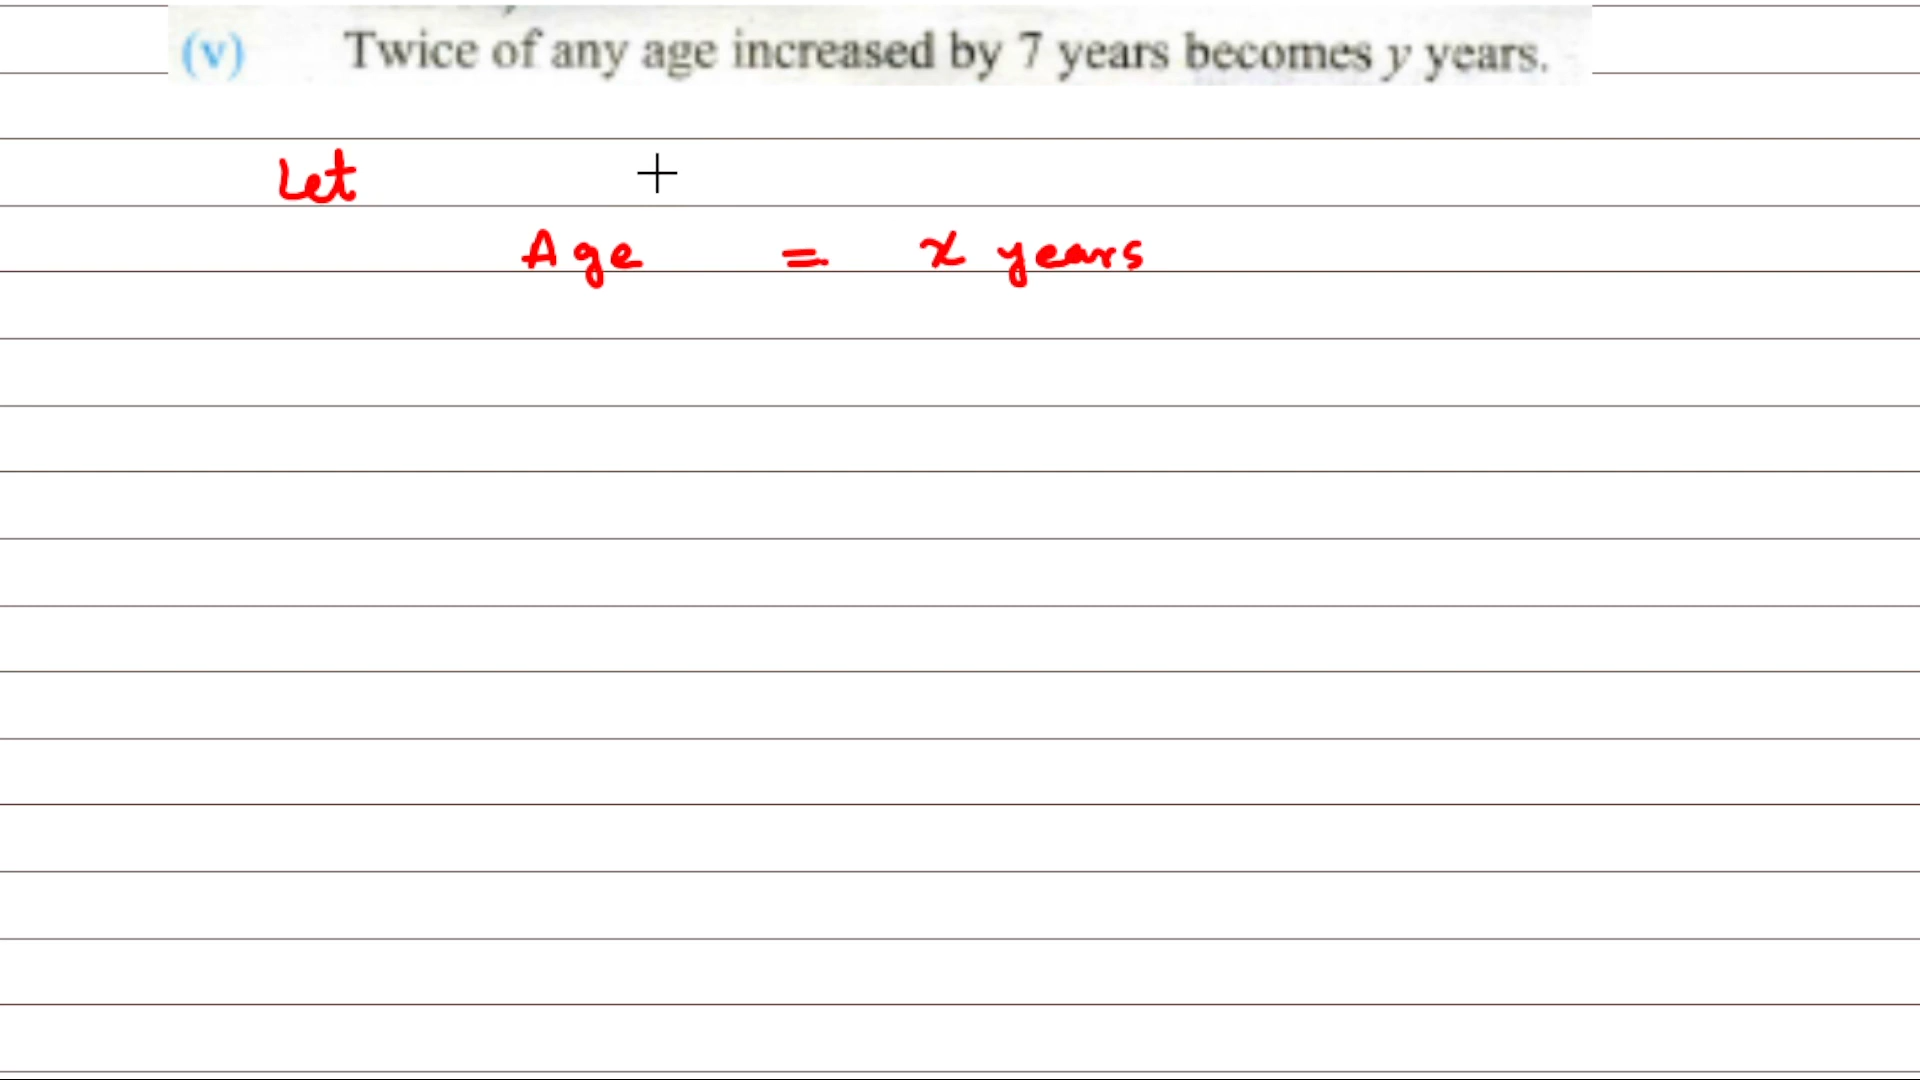 (v) Twice of any age increased by 7 years becomes y years.
Let
Age = x years